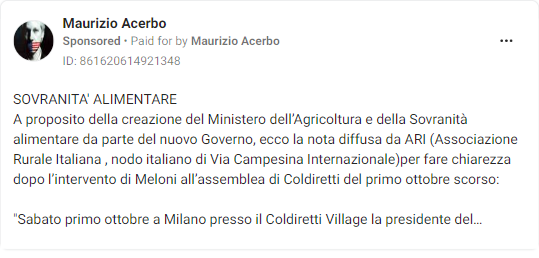 Maurizio Acerbo
Sponsored • Paid for by Maurizio Acerbo
ID: 861620614921348
SOVRANITA' ALIMENTARE
A proposito della creazione del Ministero dell'Agricoltura e della Sovranità
alimentare da parte del nuovo Governo, ecco la nota diffusa da ARI (Associazione
Rurale Italiana , nodo italiano di Via Campesina Internazionale)per fare chiarezza
dopo l'intervento di Meloni all'assemblea di Coldiretti del primo ottobre scorso:
"Sabato primo ottobre a Milano presso il Coldiretti Village la presidente del...